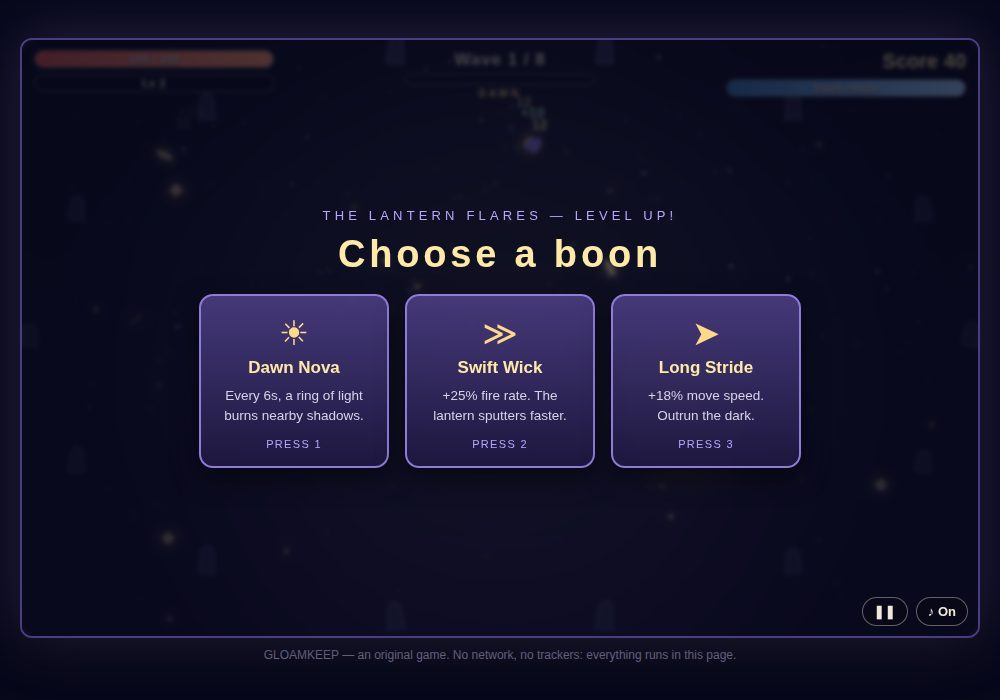 Wave 1 / 8
Score 40
Lv 2
THE LANTERN FLARES — LEVEL UP!
Choose a boon
Dawn Nova
Every 6s, a ring of light
burns nearby shadows.
PRESS 1
Swift Wick
+25% fire rate. The
lantern sputters faster.
PRESS 2
Long Stride
+18% move speed.
Outrun the dark.
PRESS 3
♪ On
GLOAMKEEP — an original game. No network, no trackers: everything runs in this page.